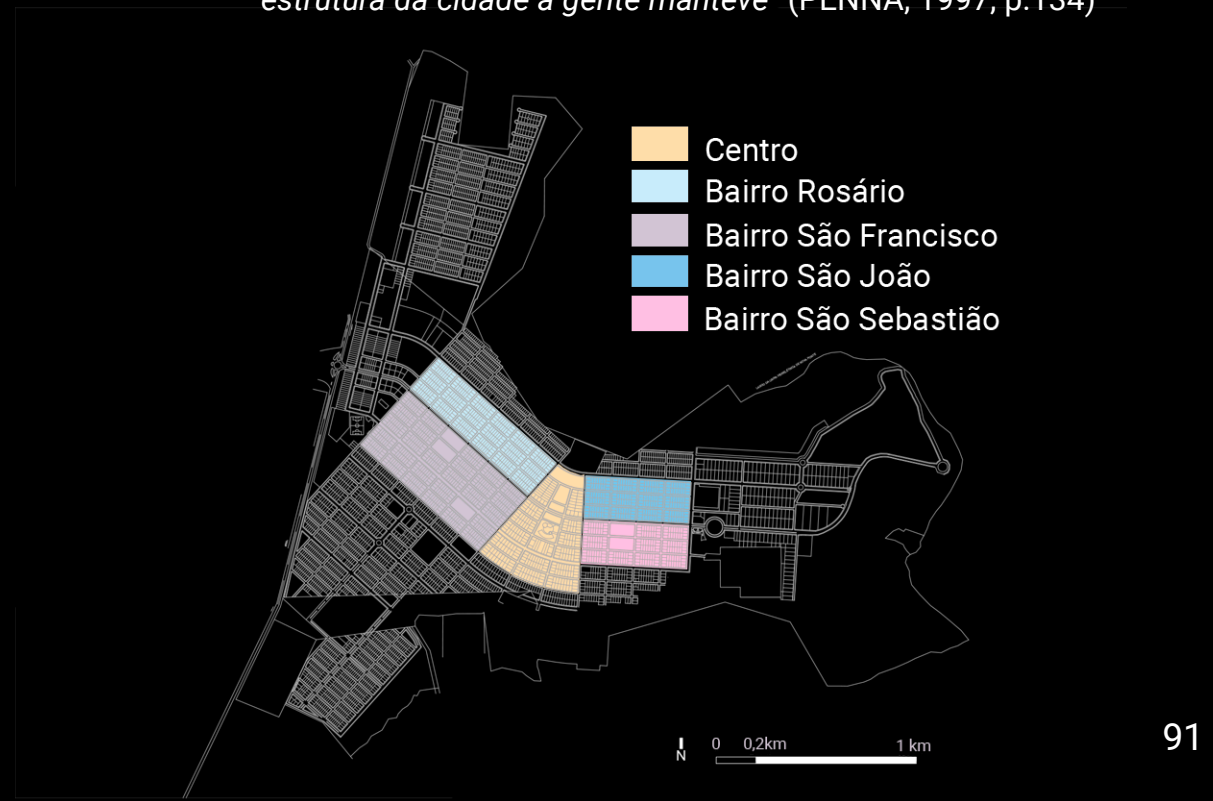 estrutura da cidade a gente manteve" (PENNA, 1997, p.134)
Centro
Bairro Rosário
Bairro São Francisco
Bairro São João
Bairro São Sebastião
N
0 0,2km 1 km
91